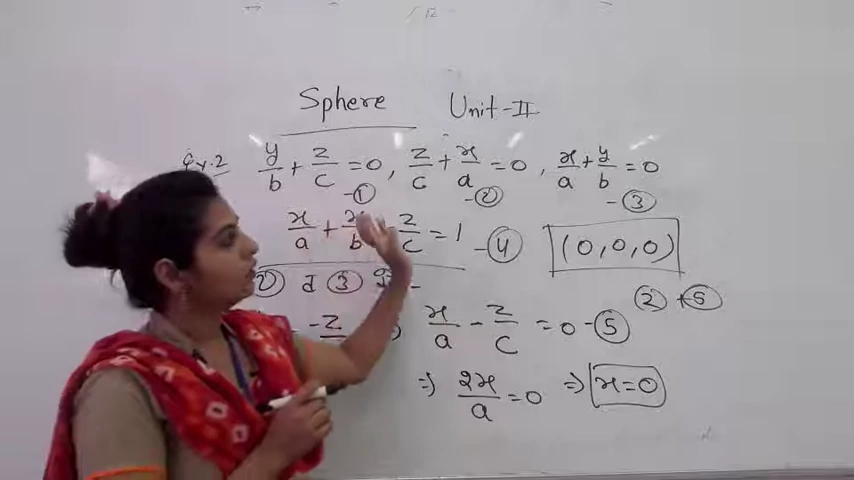 Sphere Unit-II
Ex.2 y/b + z/c = 0 -①, z/c + x/a = 0 -②, x/a + y/b = 0 -③
x/a + y/b + z/c = 1 -④ (0,0,0)
② ③ ② + ⑤
-z ⇒ x/a - z/c = 0 -⑤
⇒ 2x/a = 0 ⇒ x=0